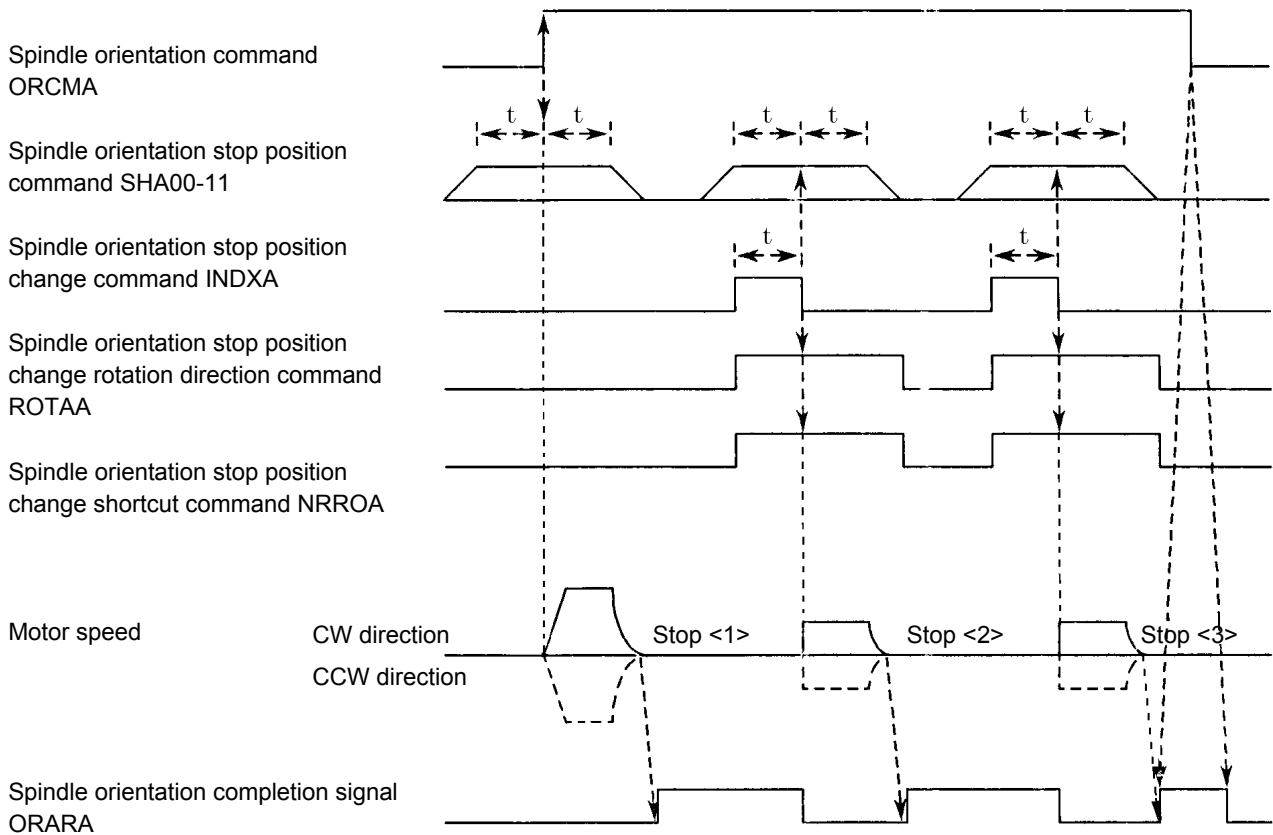 Spindle orientation command
ORCMA
t t t t t t
Spindle orientation stop position
command SHA00-11
Spindle orientation stop position
change command INDXA
t t
Spindle orientation stop position
change rotation direction command
ROTAA
Spindle orientation stop position
change shortcut command NRROA
Motor speed
CW direction
Stop <1>
Stop <2>
Stop <3>
CCW direction
Spindle orientation completion signal
ORARA